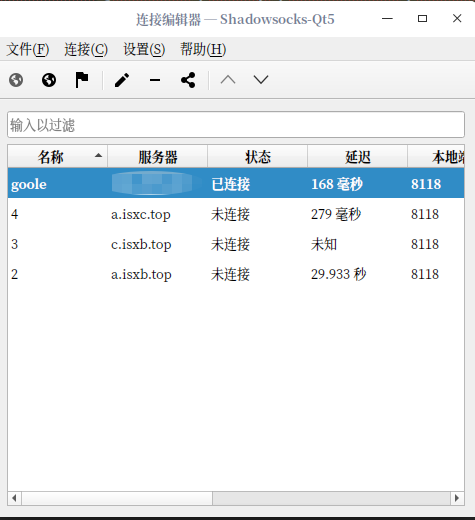 连接编辑器 — Shadowsocks-Qt5
文件(F) 连接(C) 设置(S) 帮助(H)
输入以过滤
名称 服务器 状态 延迟 本地端
goole 已连接 168 毫秒 8118
4 a.isxc.top 未连接 279 毫秒 8118
3 c.isxb.top 未连接 未知 8118
2 a.isxb.top 未连接 29.933 秒 8118